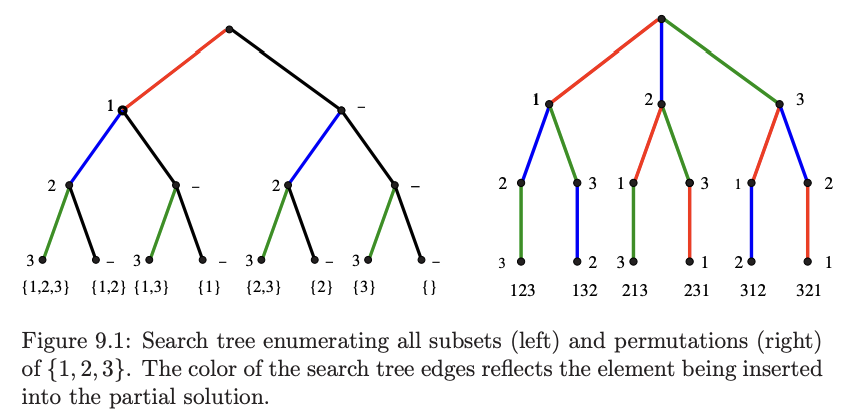 1 – 1 2 3
2 – 2 – 2 3 1 3 1 2
3 – 3 – 3 – 3 – 3 2 3 1 2 1
{1,2,3} {1,2} {1,3} {1} {2,3} {2} {3} {} 123 132 213 231 312 321
Figure 9.1: Search tree enumerating all subsets (left) and permutations (right)
of {1, 2, 3}. The color of the search tree edges reflects the element being inserted
into the partial solution.